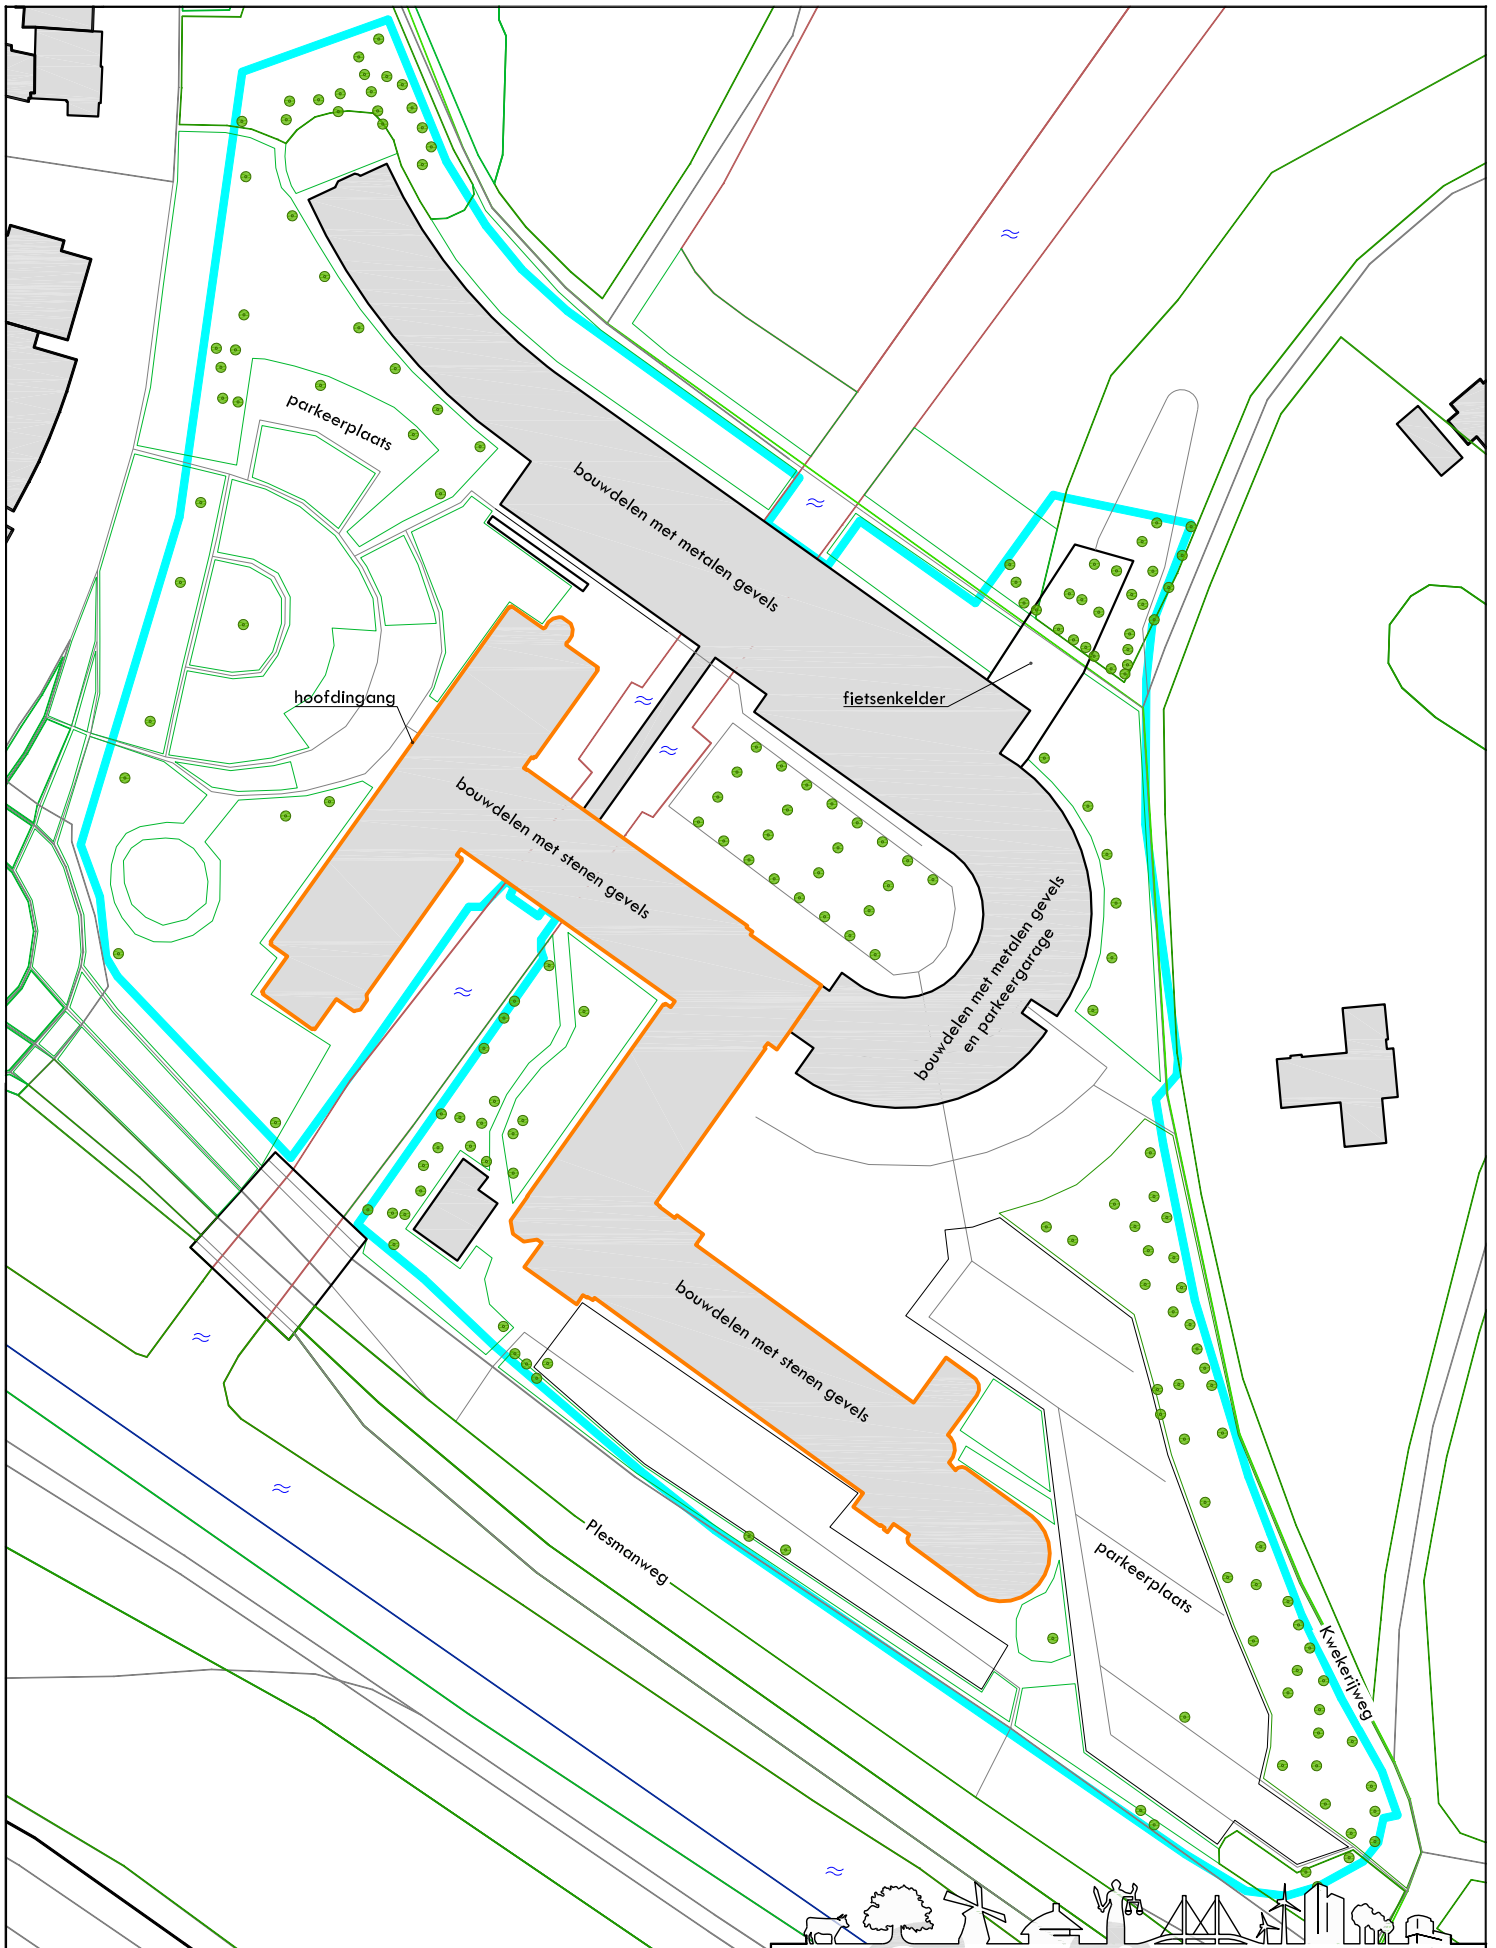 parkeerplaats
bouwdelen met metalen gevels
hoofdingang
fietsenkelder
bouwdelen met stenen gevels
bouwdelen met metalen gevels
en parkeergarage
bouwdelen met stenen gevels
Plesmanweg
parkeerplaats
Kwekerijweg